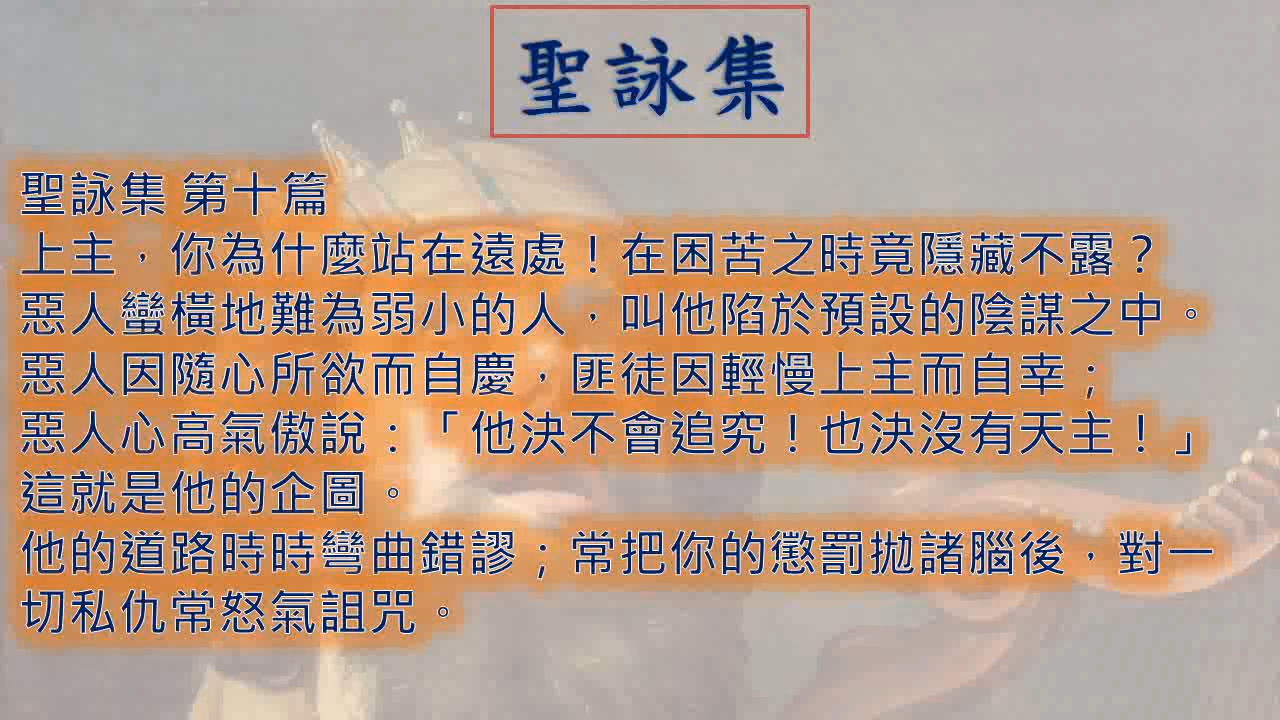 聖詠集
聖詠集 第十篇
上主，你為什麼站在遠處！在困苦之時竟隱藏不露？
惡人蠻橫地難為弱小的人，叫他陷於預設的陰謀之中。
惡人因隨心所欲而自慶，匪徒因輕慢上主而自幸；
惡人心高氣傲說：「他決不會追究！也決沒有天主！」
這就是他的企圖。
他的道路時時彎曲錯謬；常把你的懲罰拋諸腦後，對一
切私仇常怒氣詛咒。